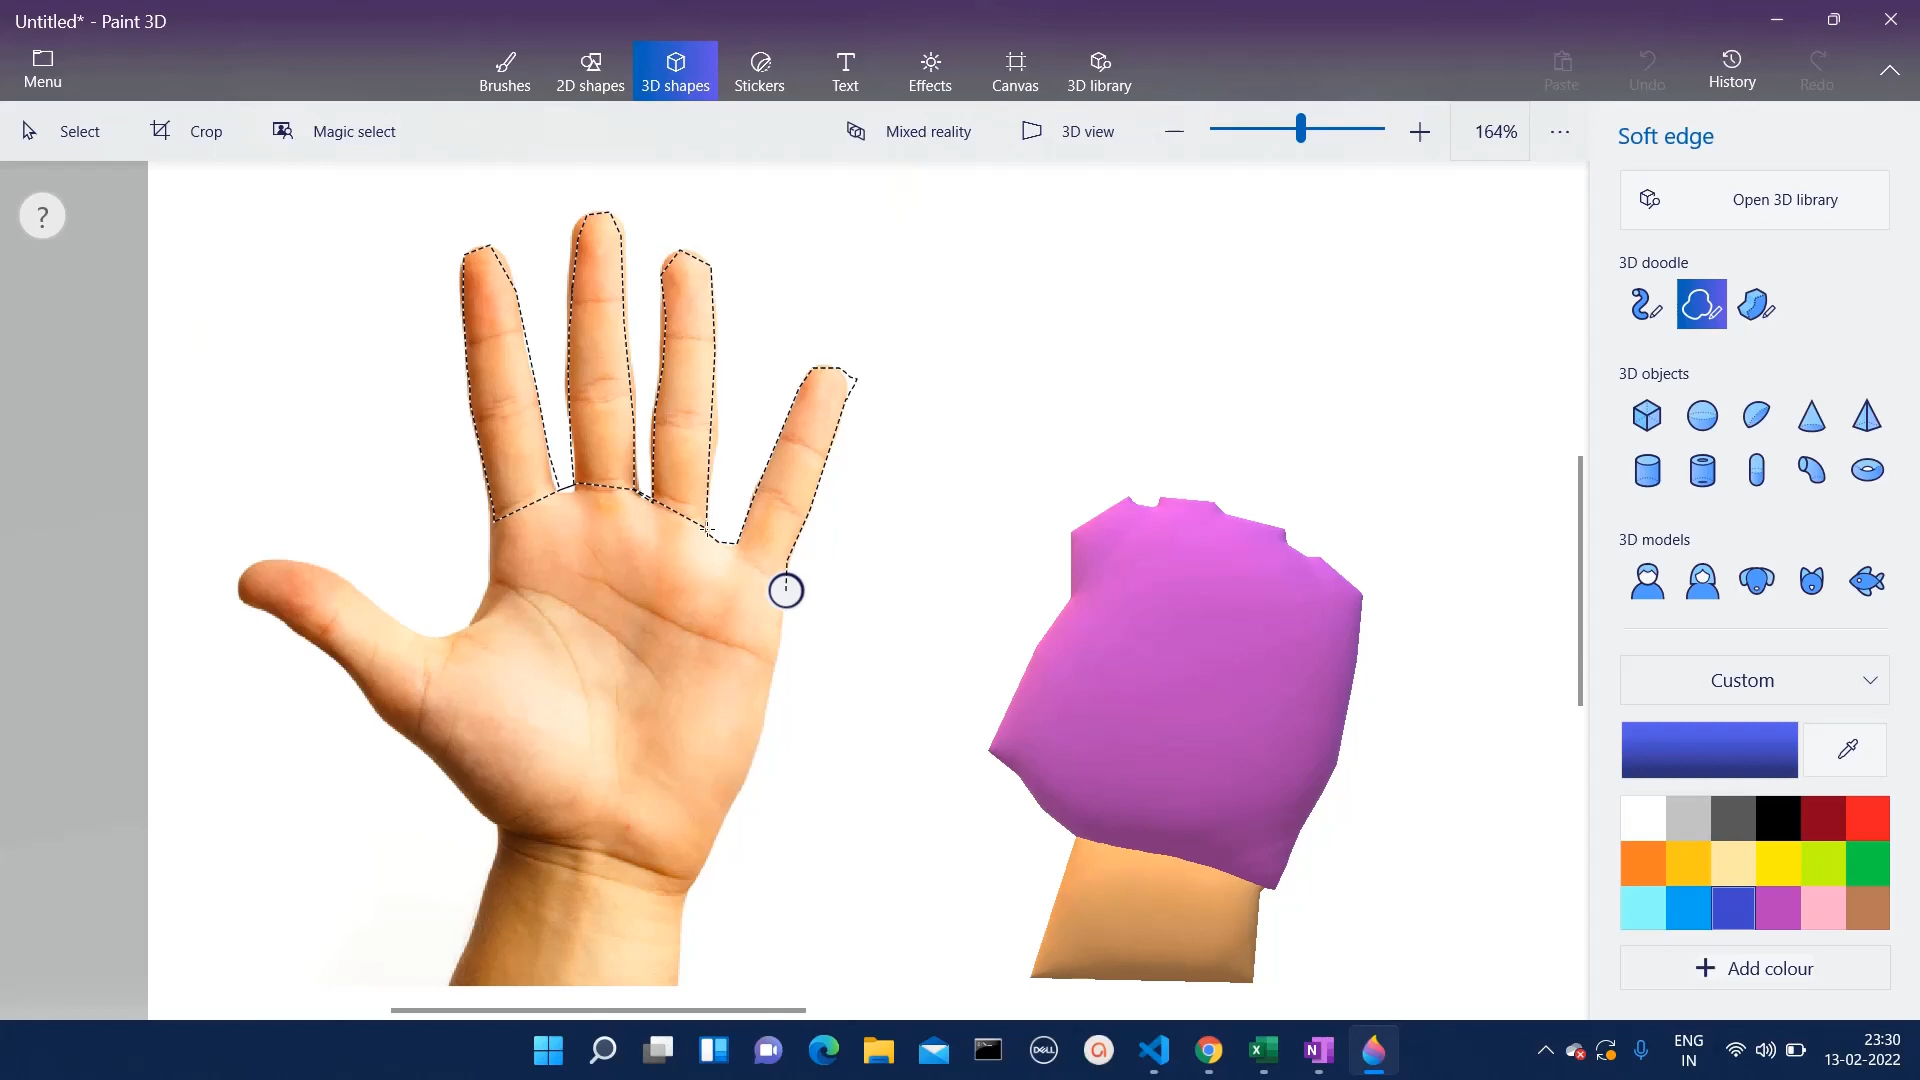 Untitled* - Paint 3D
Menu
Brushes
2D shapes
3D shapes
Stickers
Text
Effects
Canvas
3D library
Paste
Undo
History
Redo
Select
Crop
Magic select
Mixed reality
3D view
164%
Soft edge
Open 3D library
3D doodle
3D objects
3D models
Custom
Add colour
DELL
ENG
IN
23:30
13-02-2022